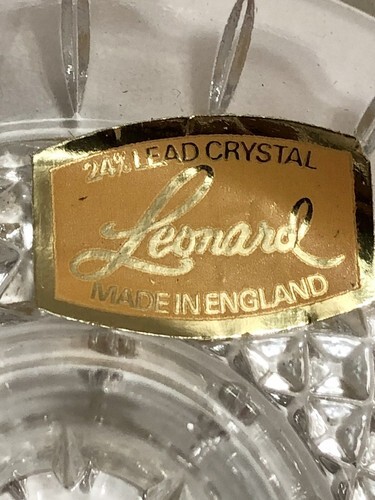 24% LEAD CRYSTAL
Leonard
MADE IN ENGLAND